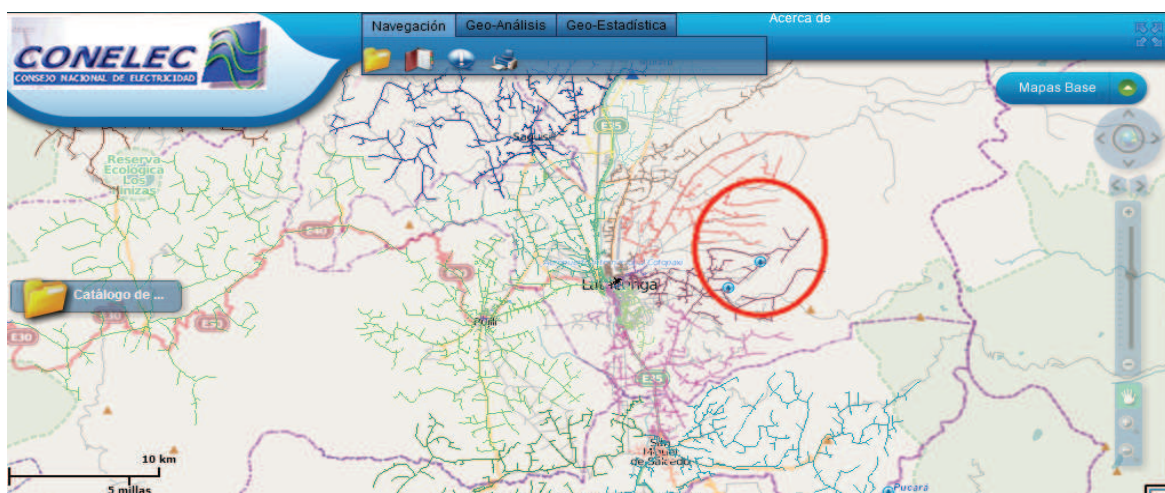 CONELEC
CONSEJO NACIONAL DE ELECTRICIDAD
Navegación
Geo-Análisis
Geo-Estadística
Acerca de
Mapas Base
E35
Reserva
Ecológica
Los
E30
Catálogo de ...
Latacunga
Pujilí
E30
E30
E35
San
Miguel
de Salcedo
10 km
5 millas
Pucará